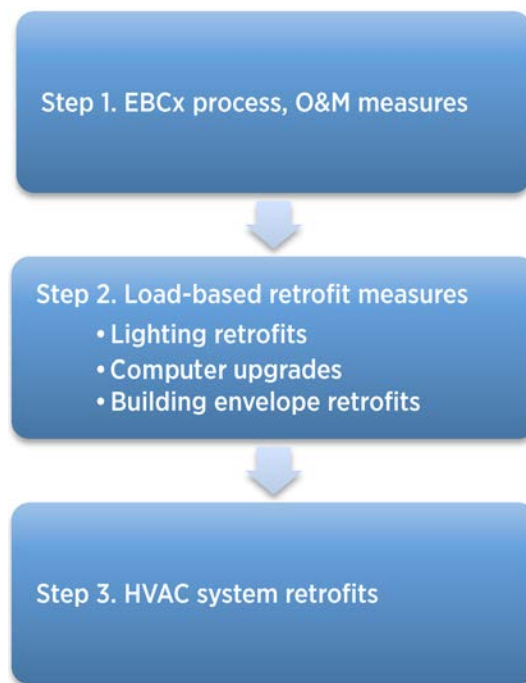 Step 1. EBCx process, O&M measures
Step 2. Load-based retrofit measures
• Lighting retrofits
• Computer upgrades
• Building envelope retrofits
Step 3. HVAC system retrofits